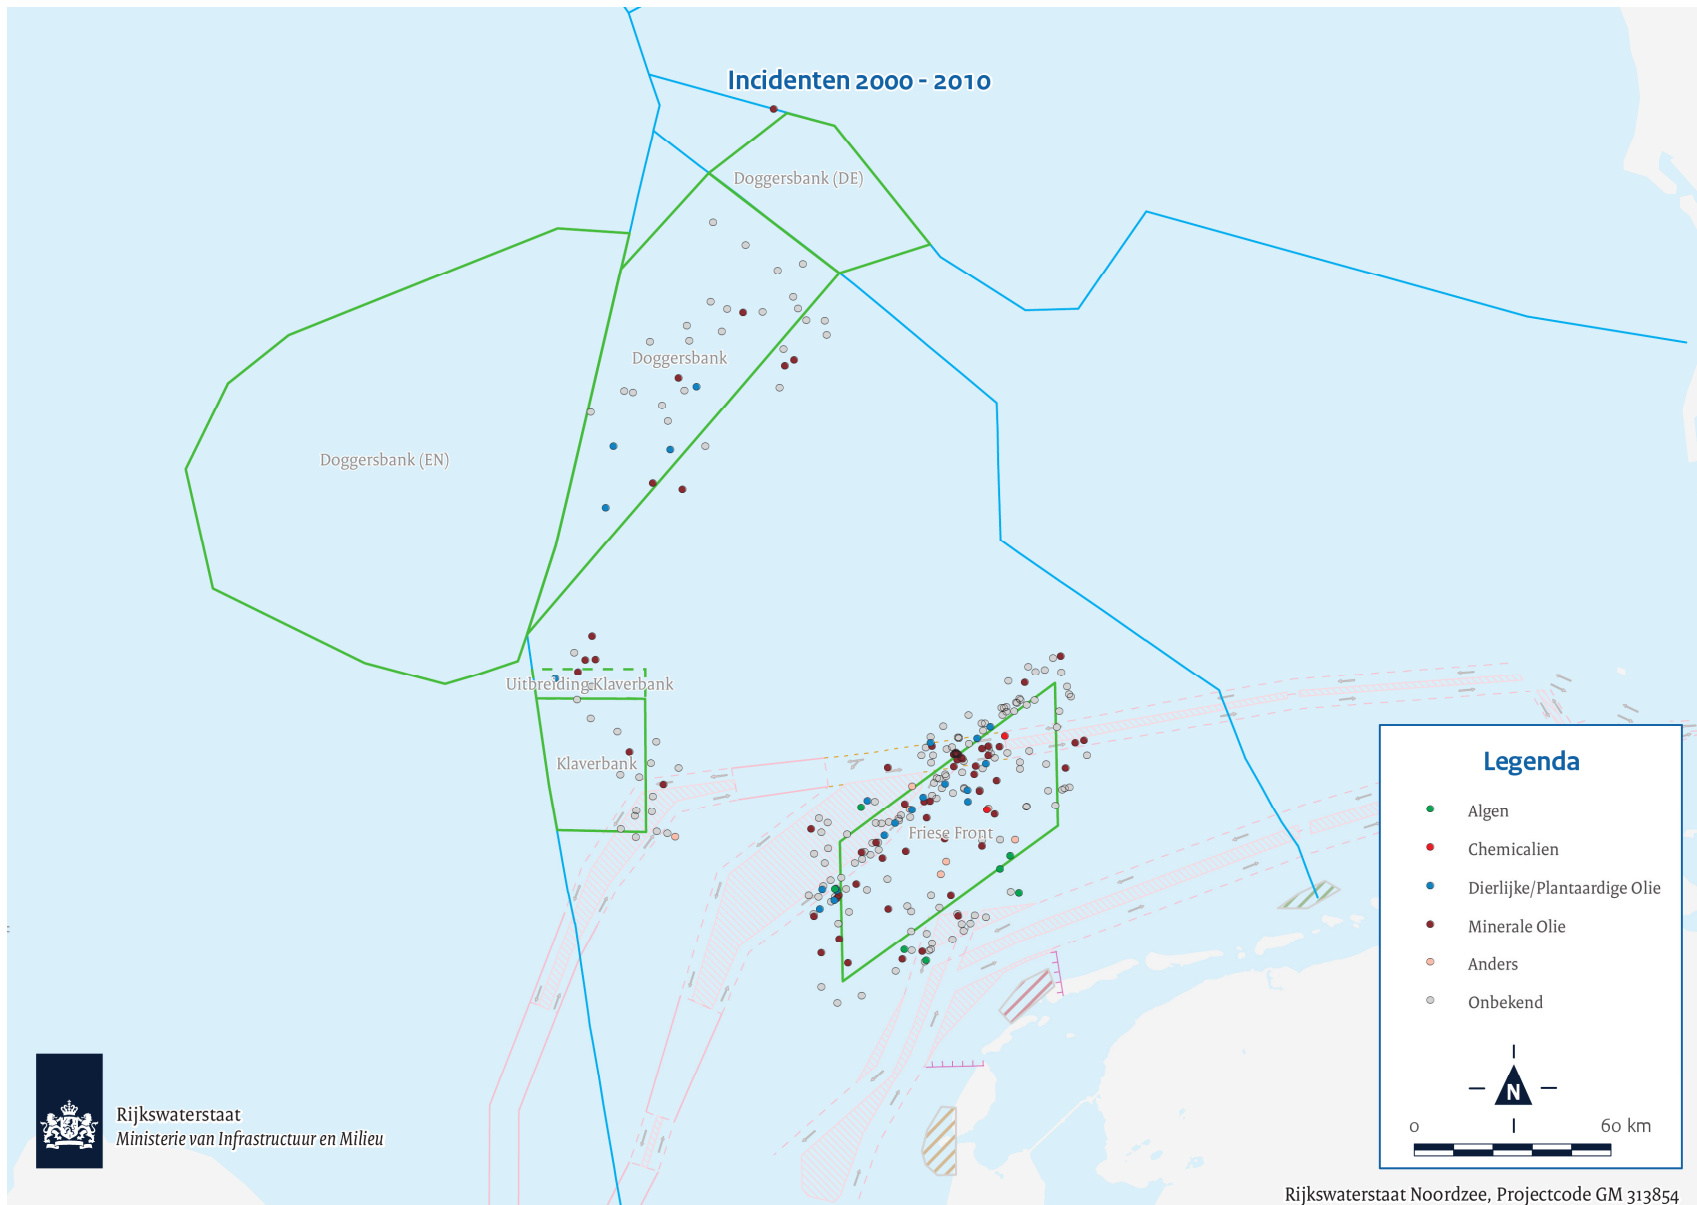 Incidenten 2000 - 2010
Doggersbank (DE)
Doggersbank
Doggersbank (EN)
Uitbreiding Klaverbank
Klaverbank
Friese Front
Legenda
Algen
Chemicalien
Dierlijke/Plantaardige Olie
Minerale Olie
Anders
Onbekend
N
0 60 km
Rijkswaterstaat
Ministerie van Infrastructuur en Milieu
Rijkswaterstaat Noordzee, Projectcode GM 313854